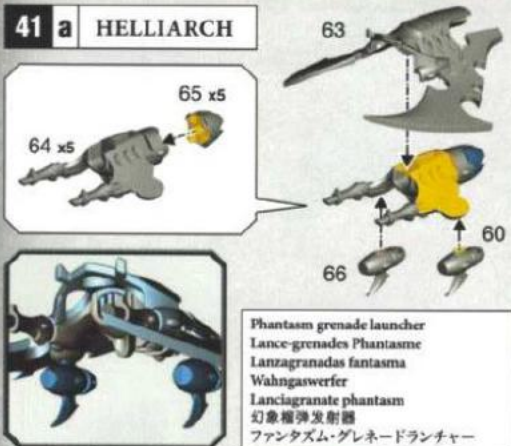 41 a HELLIARCH
63
65 x5
64 x5
60
66
Phantasm grenade launcher
Lance-grenades Phantasme
Lanzagranadas fantasma
Wahngaswerfer
Lanciagranate phantasm
幻象榴弹发射器
ファンタズム・グレネードランチャー